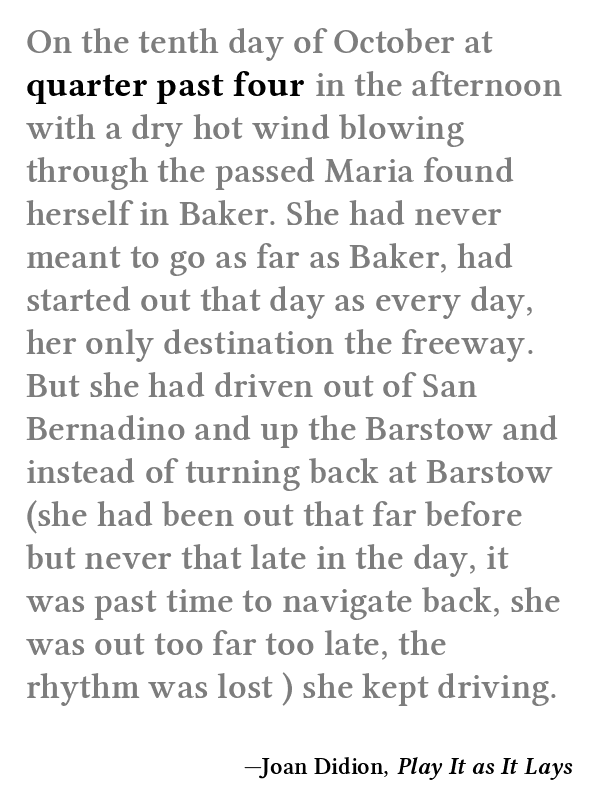 On the tenth day of October at
quarter past four in the afternoon
with a dry hot wind blowing
through the passed Maria found
herself in Baker. She had never
meant to go as far as Baker, had
started out that day as every day,
her only destination the freeway.
But she had driven out of San
Bernadino and up the Barstow and
instead of turning back at Barstow
(she had been out that far before
but never that late in the day, it
was past time to navigate back, she
was out too far too late, the
rhythm was lost ) she kept driving.
—Joan Didion, Play It as It Lays